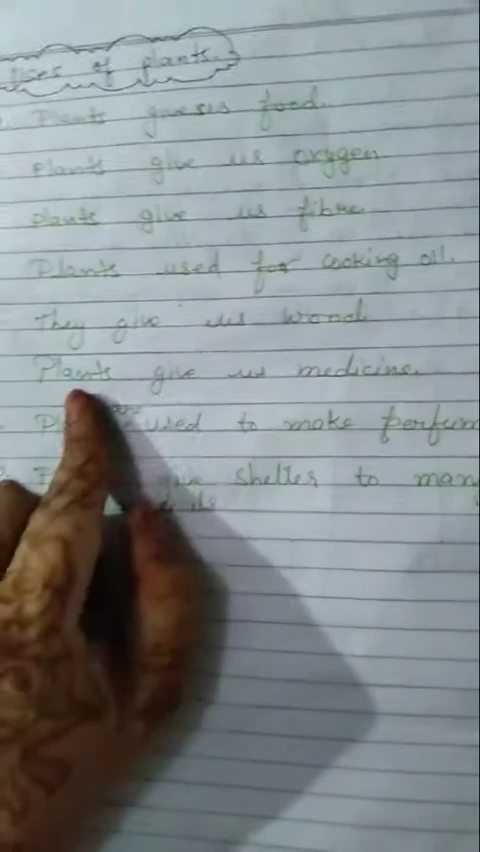 Uses of plants.
Plants gives us food.
Plants give us oxygen
plants give us fibre
Plants used for cooking oil.
They give us wood
Plants give us medicine.
used to make perfum
give shelter to man